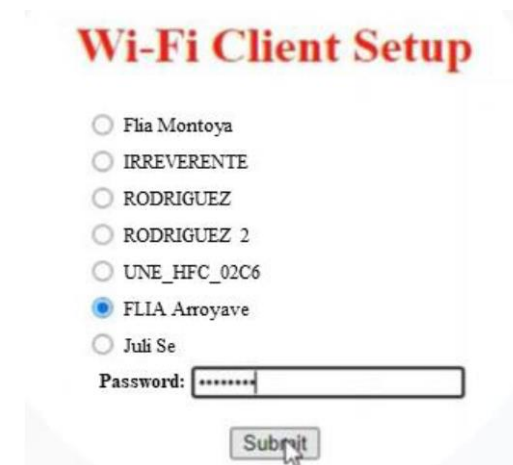 Wi-Fi Client Setup
Flia Montoya
IRREVERENTE
RODRIGUEZ
RODRIGUEZ 2
UNE_HFC_02C6
FLIA Arroyave
Juli Se
Password: ••••••••
Submit